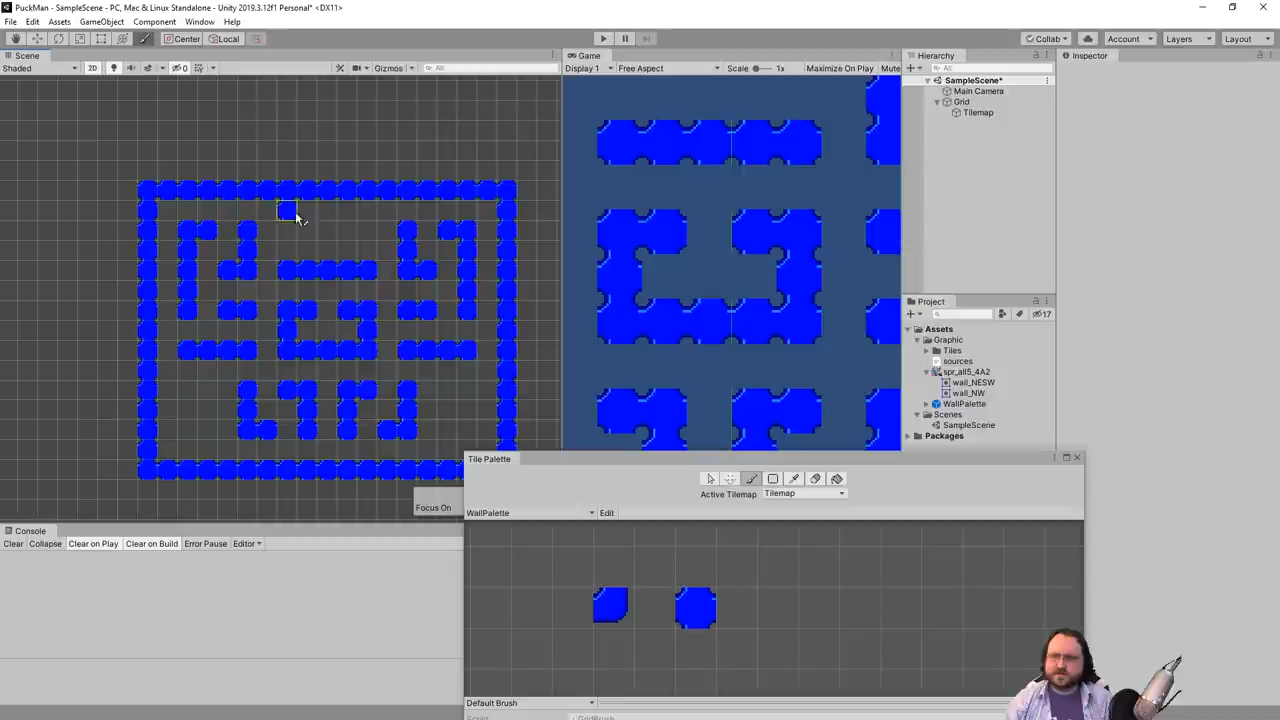 PuckMan - SampleScene - PC, Mac & Linux Standalone - Unity 2019.3.12f1 Personal* <DX11>
File Edit Assets GameObject Component Window Help
Center Local Collab Account Layers Layout
Scene
Game
Hierarchy
Inspector
Shaded 2D 0 Gizmos All
Display 1 Free Aspect Scale 1x Maximize On Play Mute
All
SampleScene*
Main Camera
Grid
Tilemap
Project
17
Assets
Graphic
Tiles
sources
spr_all5_4A2
wall_NESW
wall_NW
WallPalette
Scenes
SampleScene
Packages
Tile Palette
Active Tilemap Tilemap
WallPalette Edit
Focus On
Console
Clear Collapse Clear on Play Clear on Build Error Pause Editor
Default Brush
Script GridBrush